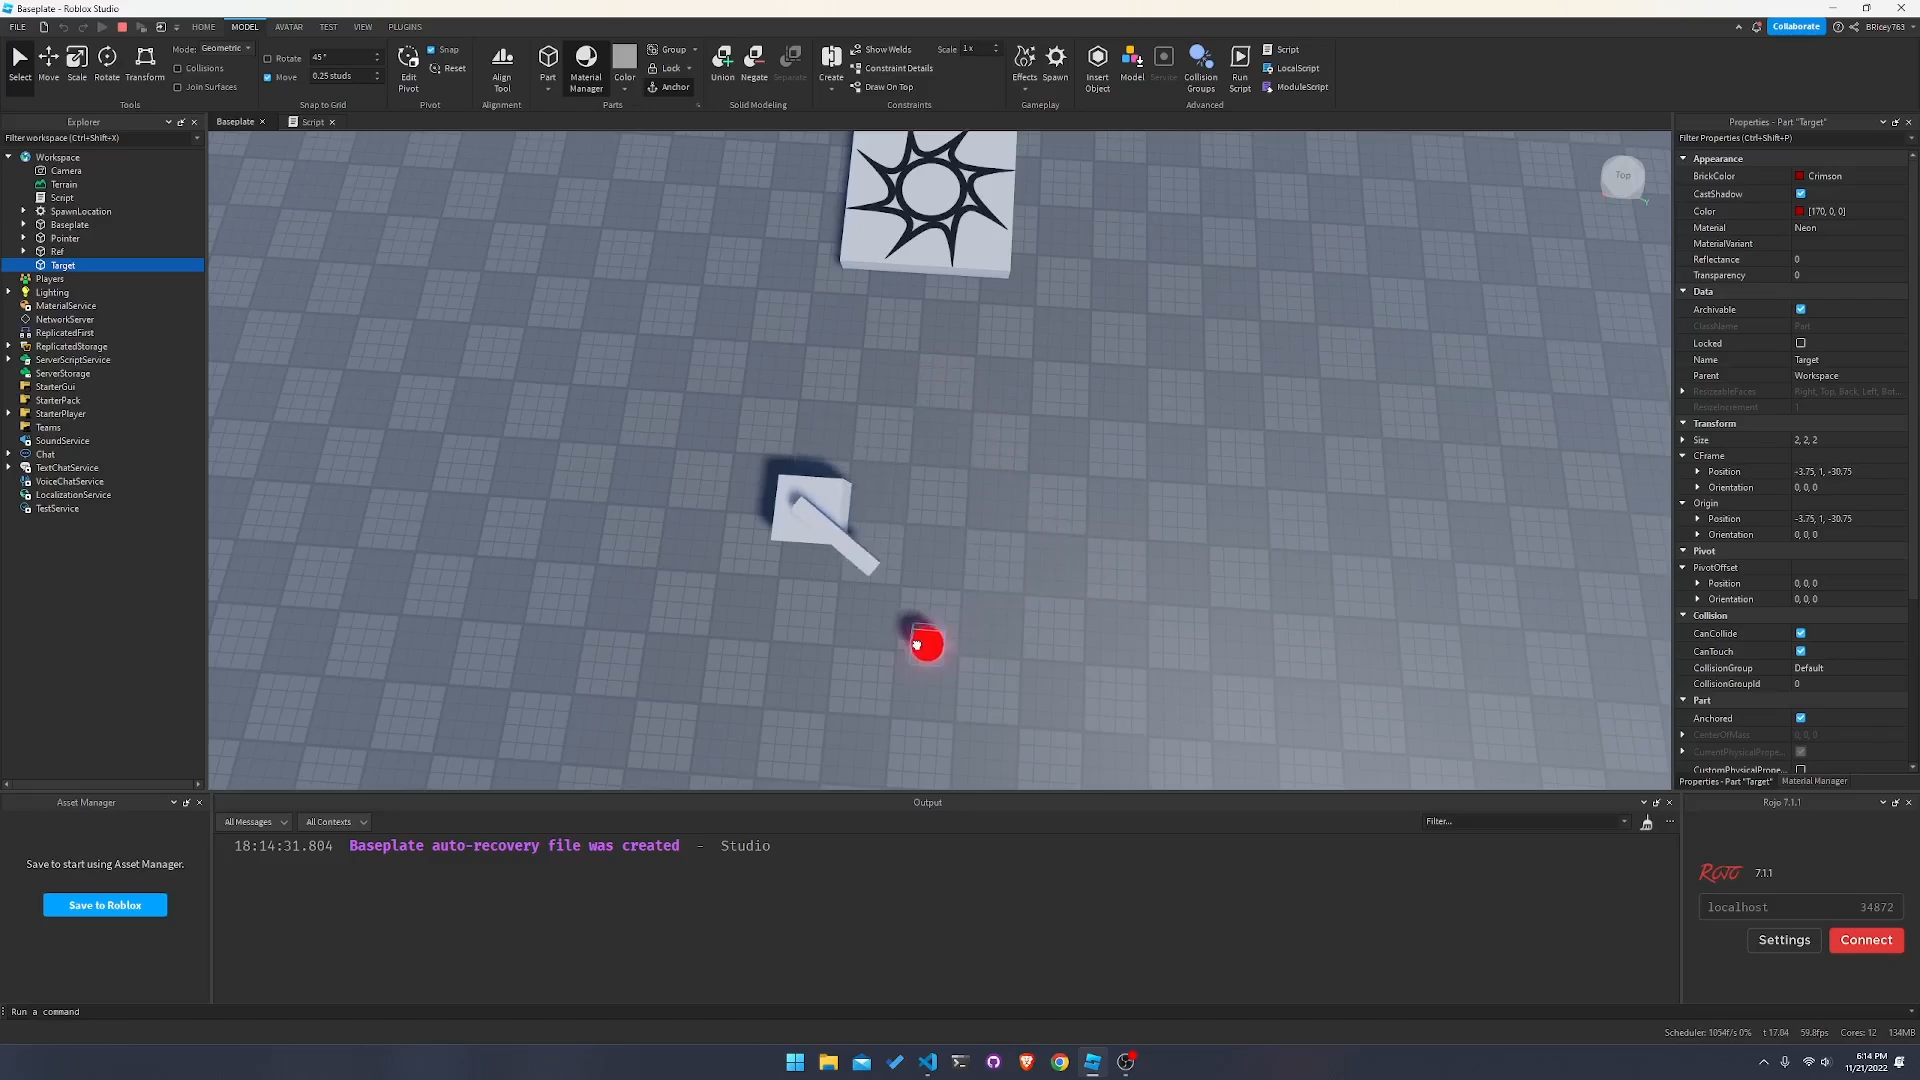 Baseplate - Roblox Studio
FILE HOME MODEL AVATAR TEST VIEW PLUGINS Collaborate BRicey763
Select Move Scale Rotate Transform
Mode: Geometric
Collisions
Join Surfaces
Tools
Rotate 45°
Move 0.25 studs
Snap to Grid
Edit Pivot
Snap
Reset
Pivot
Align Tool
Alignment
Part Material Manager Color
Group
Lock
Anchor
Parts
Union Negate Separate
Solid Modeling
Create
Show Welds
Constraint Details
Draw On Top
Scale 1x
Constraints
Effects Spawn
Gameplay
Insert Object Model Service Collision Groups Run Script
Script
LocalScript
ModuleScript
Advanced
Explorer
Filter workspace (Ctrl+Shift+X)
Workspace
Camera
Terrain
Script
SpawnLocation
Baseplate
Pointer
Ref
Target
Players
Lighting
MaterialService
NetworkServer
ReplicatedFirst
ReplicatedStorage
ServerScriptService
ServerStorage
StarterGui
StarterPack
StarterPlayer
Teams
SoundService
Chat
TextChatService
VoiceChatService
LocalizationService
TestService
Baseplate Script
Top
Properties - Part "Target"
Filter Properties (Ctrl+Shift+P)
Appearance
BrickColor Crimson
CastShadow
Color [170, 0, 0]
Material Neon
MaterialVariant
Reflectance 0
Transparency 0
Data
Archivable
ClassName Part
Locked
Name Target
Parent Workspace
ResizeableFaces Right, Top, Back, Left, Bot...
ResizeIncrement 1
Transform
Size 2, 2, 2
CFrame
Position -3.75, 1, -30.75
Orientation 0, 0, 0
Origin
Position -3.75, 1, -30.75
Orientation 0, 0, 0
Pivot
PivotOffset
Position 0, 0, 0
Orientation 0, 0, 0
Collision
CanCollide
CanTouch
CollisionGroup Default
CollisionGroupId 0
Part
Anchored
CenterOfMass 0, 0, 0
CurrentPhysicalPrope...
CustomPhysicalPrope...
Properties - Part "Target" Material Manager
Asset Manager
Save to start using Asset Manager.
Save to Roblox
Output
All Messages All Contexts Filter...
18:14:31.804 Baseplate auto-recovery file was created - Studio
Rojo 7.1.1
ROJO 7.1.1
localhost 34872
Settings Connect
Run a command
Scheduler: 1054f/s 0% t 17.04 59.8fps Cores: 12 134MB
6:14 PM
11/21/2022